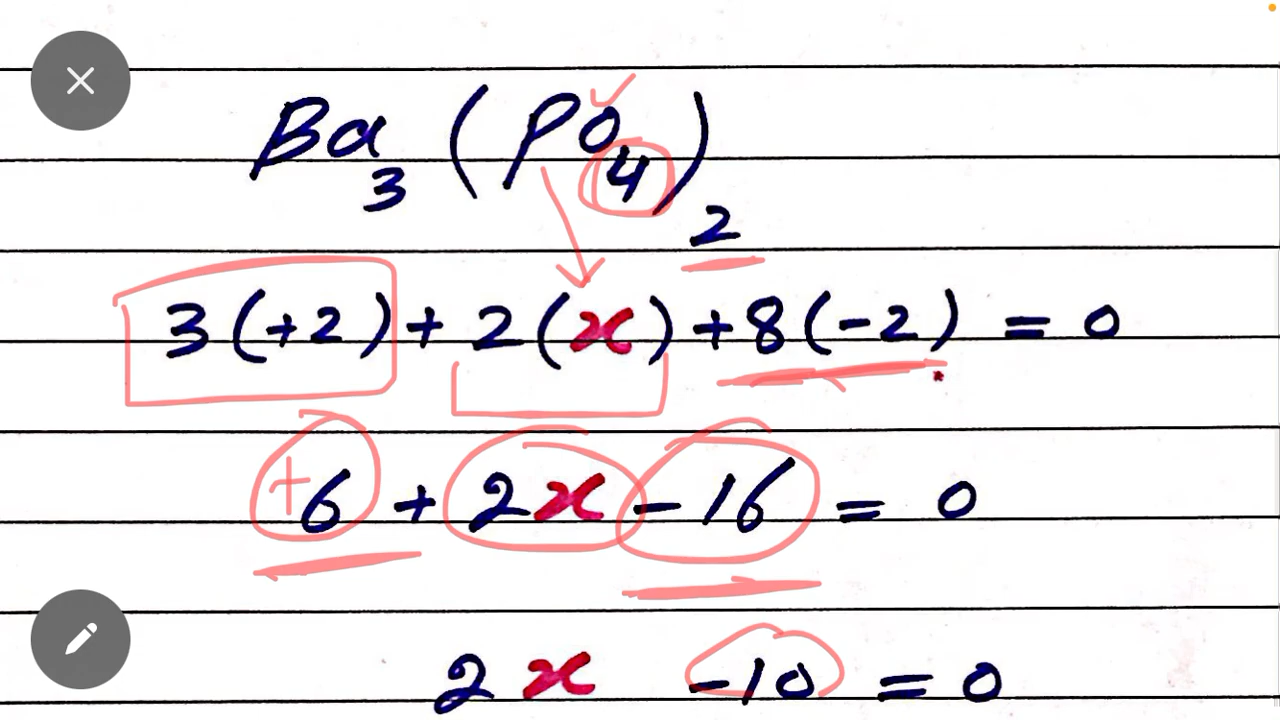 Ba3(PO4)2
3(+2) + 2(x) + 8(-2) = 0
+6 + 2x - 16 = 0
2x -10 = 0